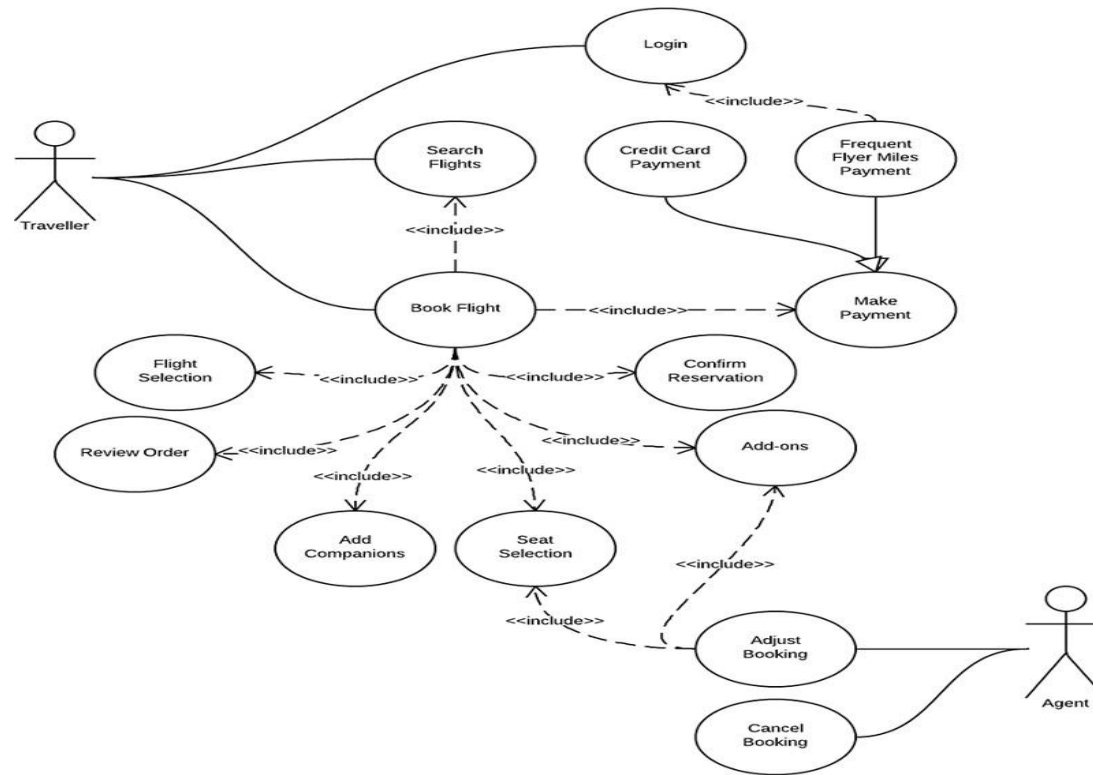 Login
<<include>>
Search
Flights
Credit Card
Payment
Frequent
Flyer Miles
Payment
Traveller
<<include>>
Book Flight
<<include>>
Make
Payment
Flight
Selection
<<include>>
<<include>>
Confirm
Reservation
Review Order
<<include>>
<<include>>
Add-ons
<<include>>
<<include>>
Add
Companions
Seat
Selection
<<include>>
<<include>>
Adjust
Booking
Agent
Cancel
Booking